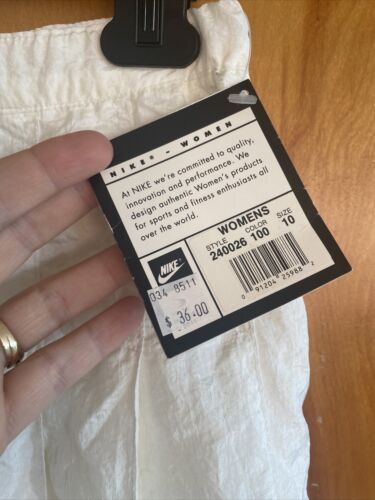 NIKE® - WOMEN
At NIKE we're committed to quality,
innovation and performance. We
design authentic Women's products
for sports and fitness enthusiasts all
over the world.
NIKE
WOMENS
STYLE COLOR SIZE
240026 100 10
0 91204 25988 2
034 9511
$ 36.00